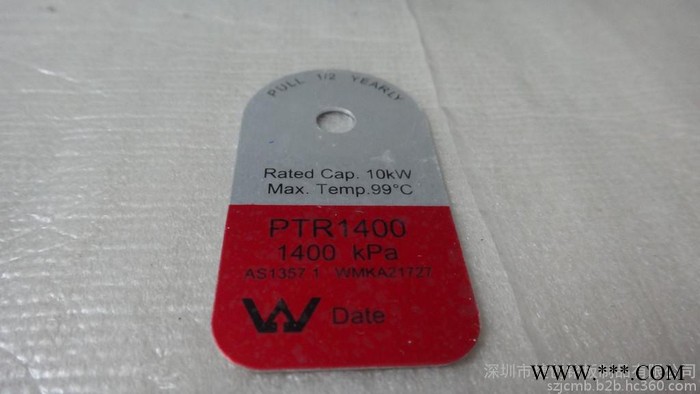 PULL 1/2 YEARLY
Rated Cap. 10kW
Max. Temp.99°C
PTR1400
1400 kPa
AS1357.1 WMKA21727
Date
www.***.COM
szjcmb.b2b.hc360.com